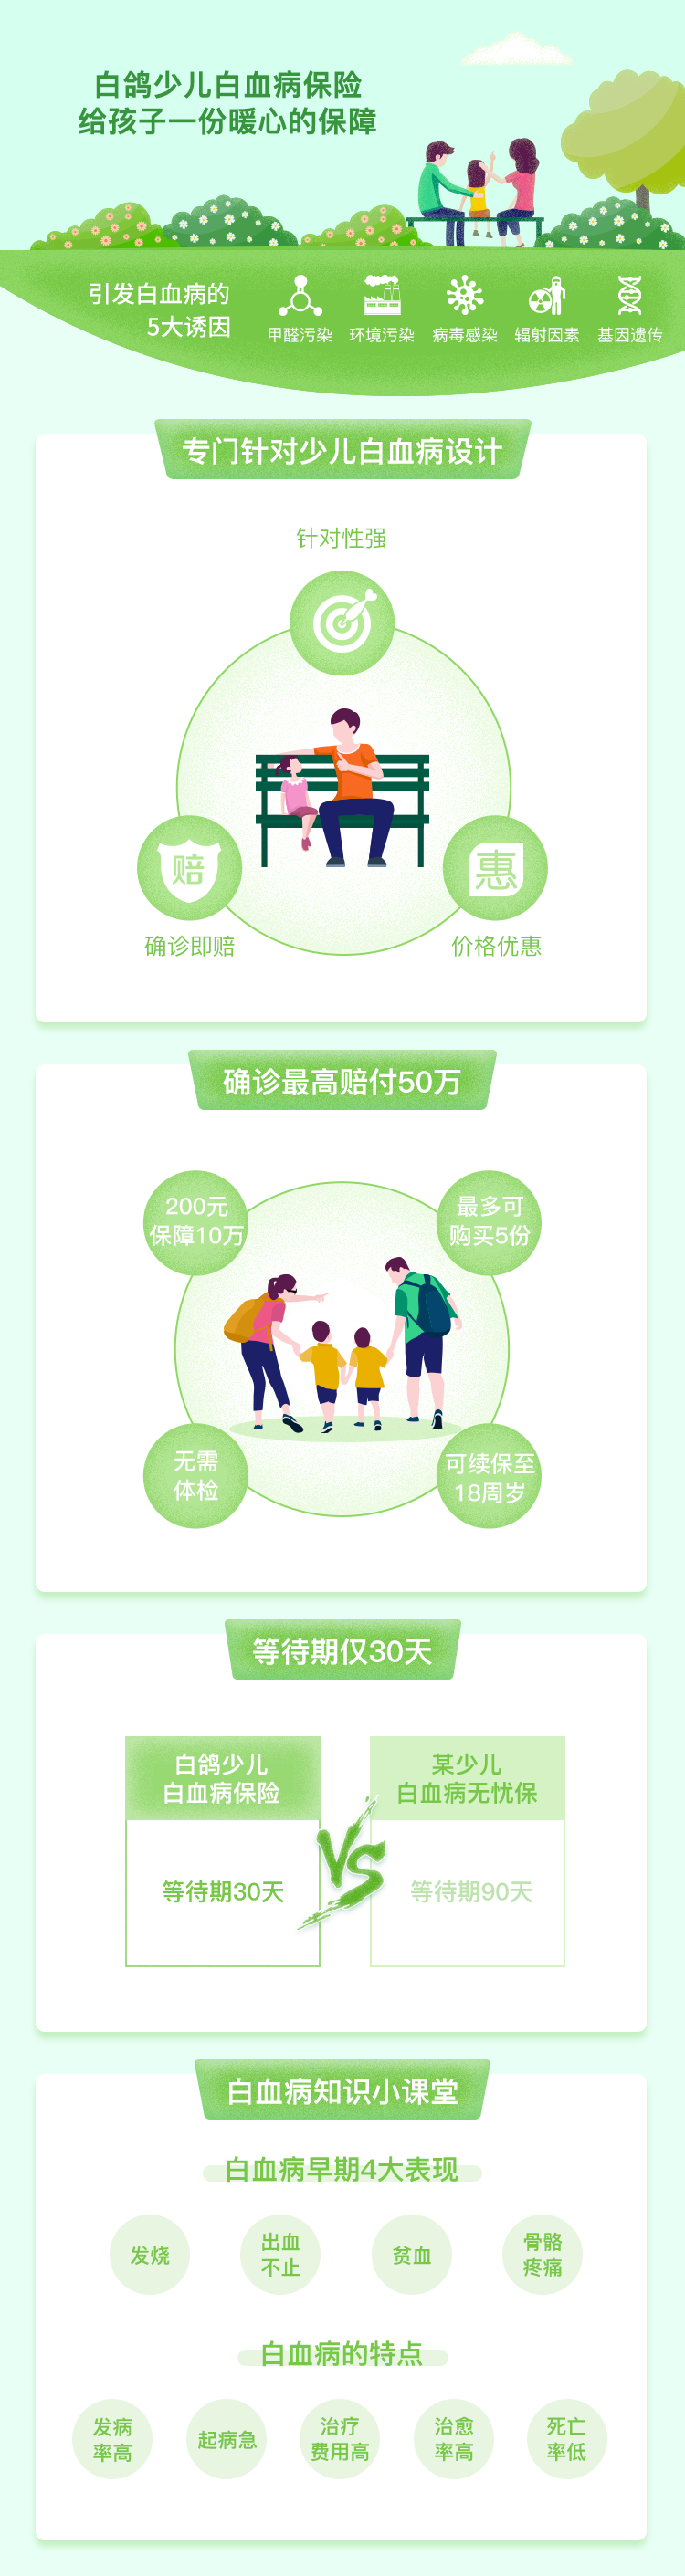 白鸽少儿白血病保险
给孩子一份暖心的保障
引发白血病的
5大诱因
甲醛污染
环境污染
病毒感染
辐射因素
基因遗传
专门针对少儿白血病设计
针对性强
赔
惠
确诊即赔
价格优惠
确诊最高赔付50万
200元
保障10万
最多可
购买5份
无需
体检
可续保至
18周岁
等待期仅30天
白鸽少儿
白血病保险
某少儿
白血病无忧保
VS
等待期30天
等待期90天
白血病知识小课堂
白血病早期4大表现
发烧
出血
不止
贫血
骨骼
疼痛
白血病的特点
发病
率高
起病急
治疗
费用高
治愈
率高
死亡
率低